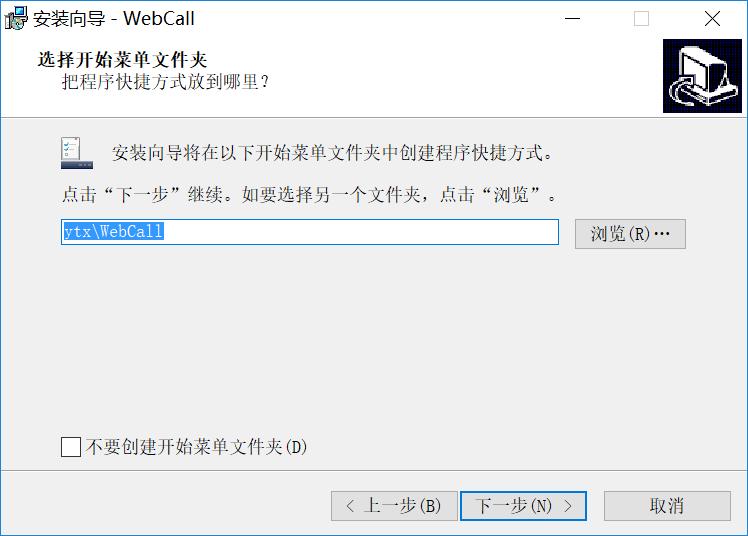 安装向导 - WebCall
选择开始菜单文件夹
把程序快捷方式放到哪里？
安装向导将在以下开始菜单文件夹中创建程序快捷方式。
点击“下一步”继续。如要选择另一个文件夹，点击“浏览”。
ytx\WebCall
浏览(R)…
不要创建开始菜单文件夹(D)
< 上一步(B)
下一步(N) >
取消